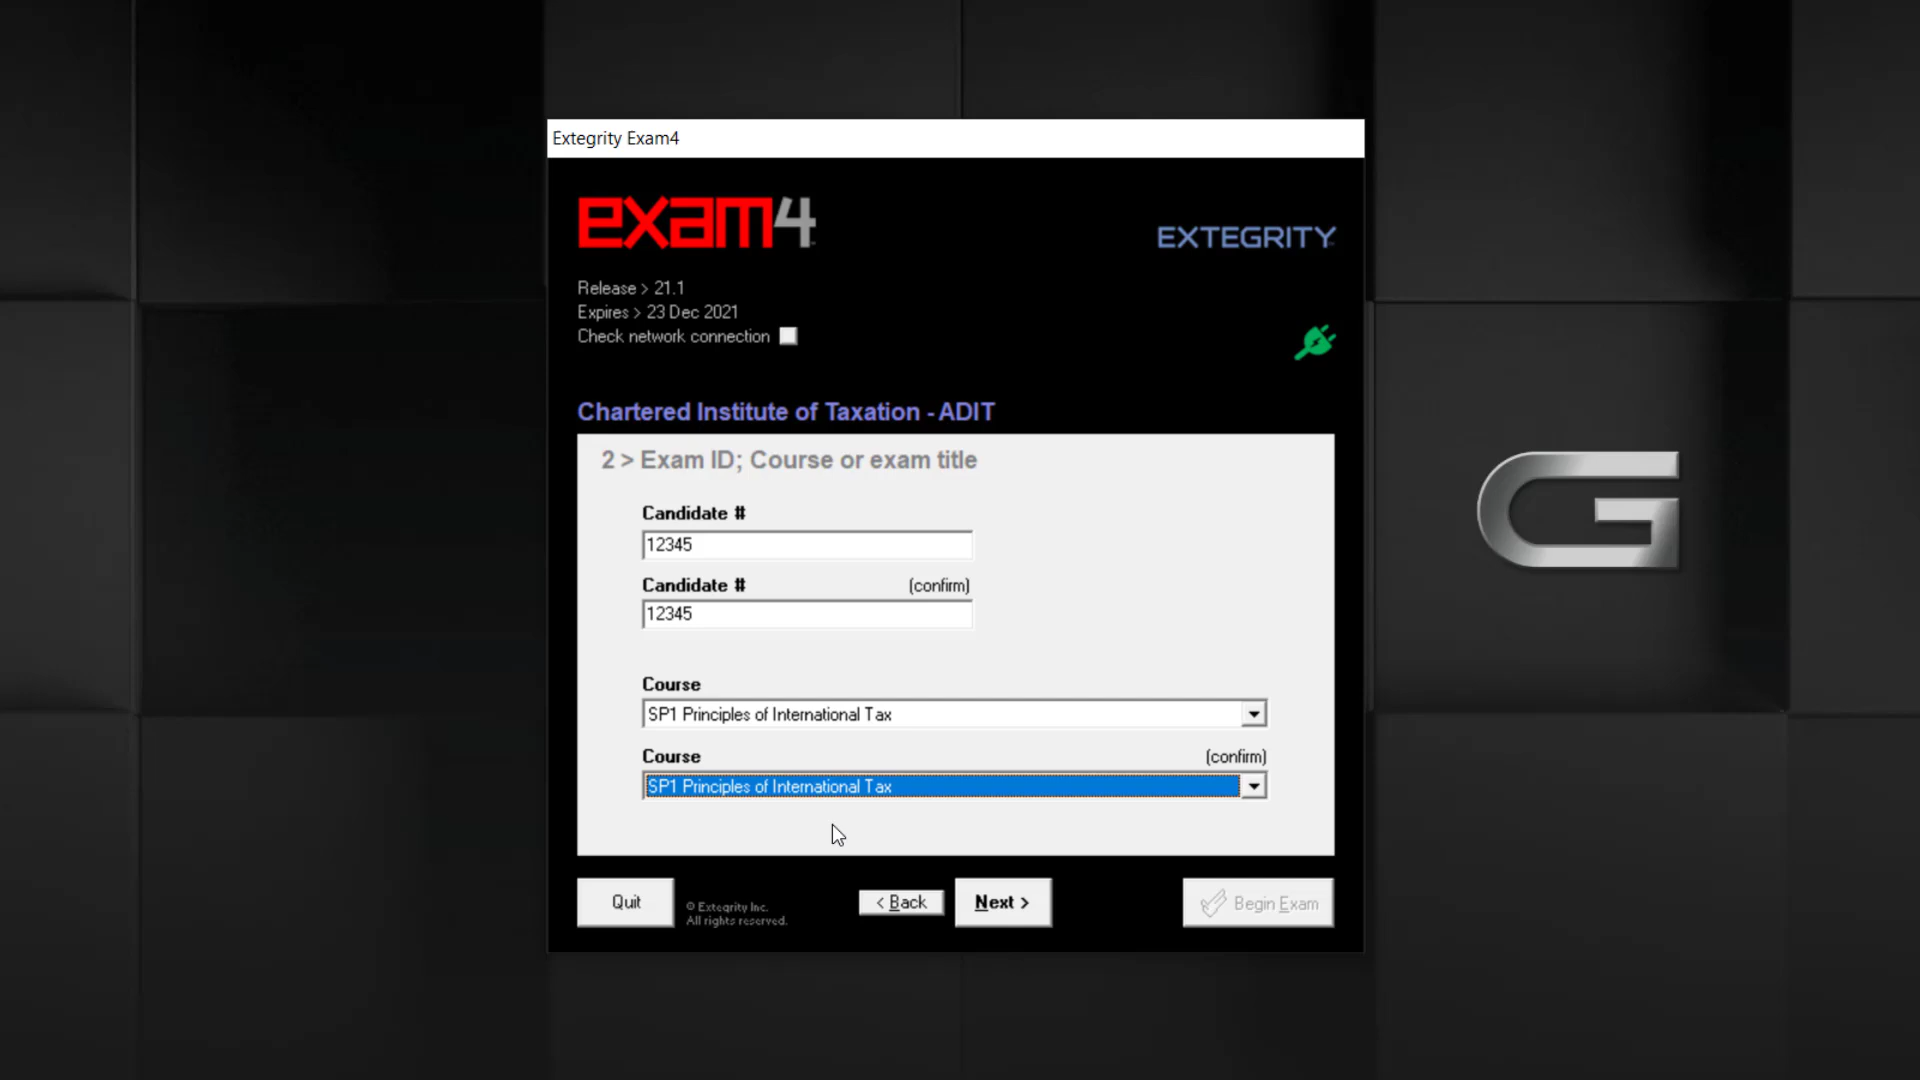 Extegrity Exam4
exam4
EXTEGRITY
Release > 21.1
Expires > 23 Dec 2021
Check network connection
Chartered Institute of Taxation - ADIT
2 > Exam ID; Course or exam title
Candidate #
12345
Candidate # (confirm)
12345
Course
SP1 Principles of International Tax
Course (confirm)
SP1 Principles of International Tax
Quit
© Extegrity Inc.
All rights reserved.
< Back
Next >
Begin Exam
G